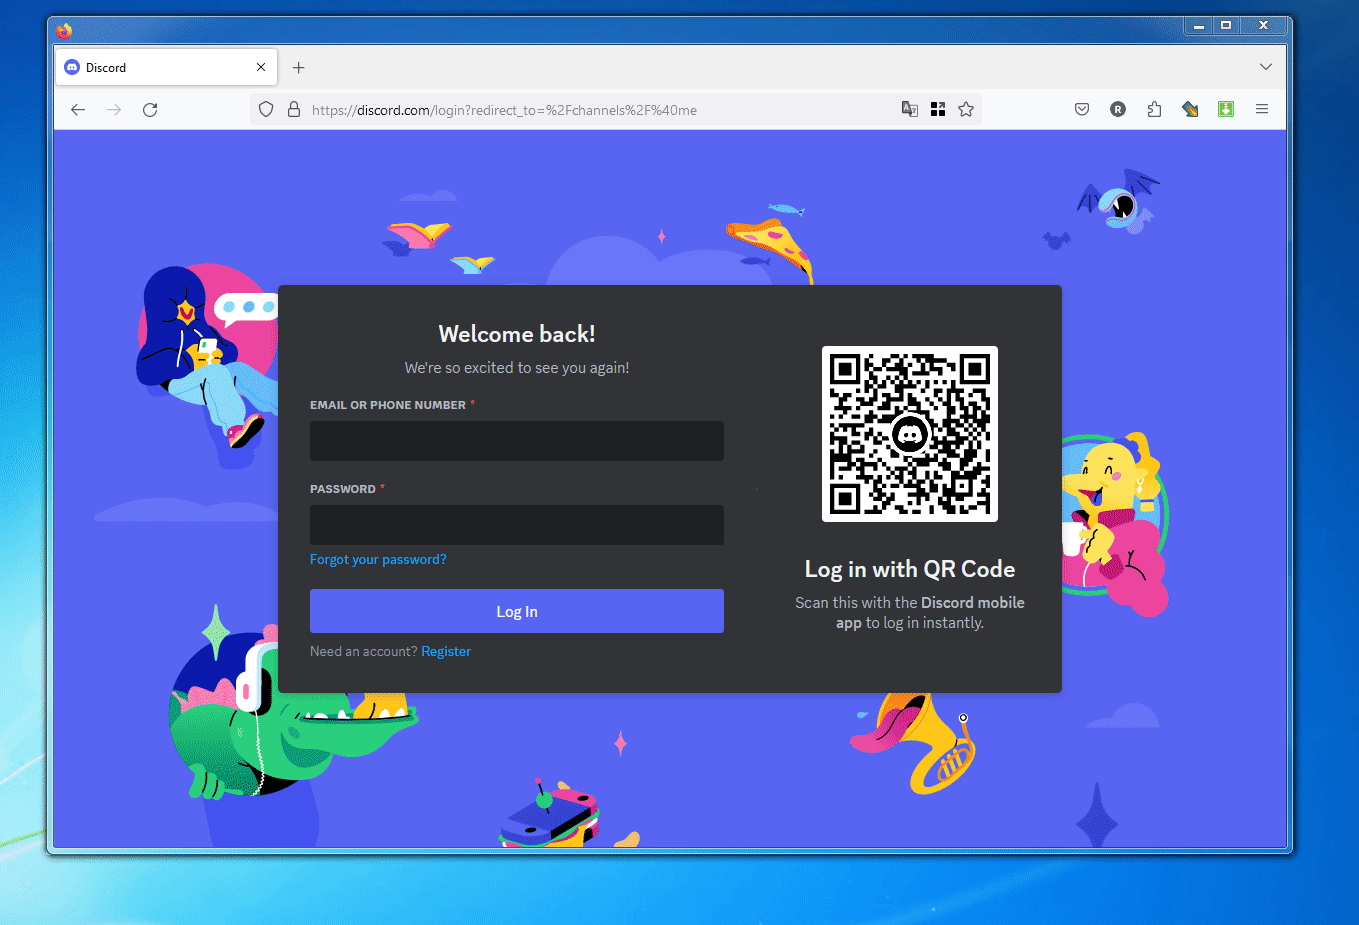 Discord
https://discord.com/login?redirect_to=%2Fchannels%2F%40me
R
Welcome back!
We're so excited to see you again!
EMAIL OR PHONE NUMBER *
PASSWORD *
Forgot your password?
Log In
Need an account? Register
Log in with QR Code
Scan this with the Discord mobile
app to log in instantly.